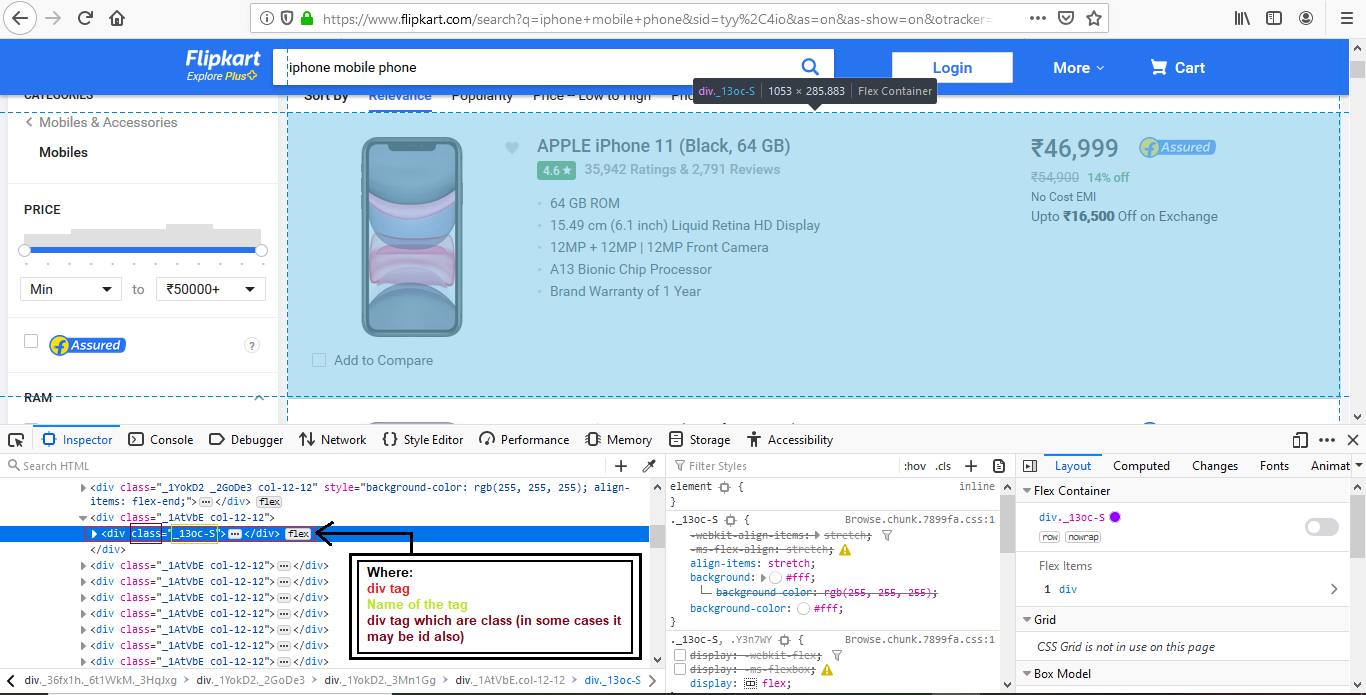 https://www.flipkart.com/search?q=iphone+mobile+phone&sid=tyy%2C4io&as=on&as-show=on&otracker=
Flipkart
Explore Plus
iphone mobile phone
Login
More
Cart
CATEGORIES
Mobiles & Accessories
Mobiles
PRICE
Min
to
₹50000+
Assured
?
RAM
Sort By Relevance Popularity Price -- Low to High
div._13oc-S 1053 × 285.883 Flex Container
APPLE iPhone 11 (Black, 64 GB)
4.6 ★ 35,942 Ratings & 2,791 Reviews
64 GB ROM
15.49 cm (6.1 inch) Liquid Retina HD Display
12MP + 12MP | 12MP Front Camera
A13 Bionic Chip Processor
Brand Warranty of 1 Year
Add to Compare
₹46,999 Assured
₹54,900 14% off
No Cost EMI
Upto ₹16,500 Off on Exchange
Inspector Console Debugger Network Style Editor Performance Memory Storage Accessibility
Search HTML
<div class="_1YokD2 _2GoDe3 col-12-12" style="background-color: rgb(255, 255, 255); align-
items: flex-end;"> </div> flex
<div class="_1AtVbE col-12-12">
<div class="_13oc-S"> </div> flex
</div>
<div class="_1AtVbE col-12-12"> </div>
<div class="_1AtVbE col-12-12"> </div>
<div class="_1AtVbE col-12-12"> </div>
<div class="_1AtVbE col-12-12"> </div>
<div class="_1AtVbE col-12-12"> </div>
<div class="_1AtVbE col-12-12"> </div>
<div class="_1AtVbE col-12-12"> </div>
Where:
div tag
Name of the tag
div tag which are class (in some cases it
may be id also)
div._36fx1h._6t1WkM._3HqJxg div._1YokD2._2GoDe3 div._1YokD2._3Mn1Gg div._1AtVbE.col-12-12 div._13oc-S
Filter Styles :hov .cls
element { inline
}
._13oc-S { Browse.chunk.7899fa.css:1
-webkit-align-items: stretch;
-ms-flex-align: stretch;
align-items: stretch;
background: #fff;
background-color: rgb(255, 255, 255);
background-color: #fff;
}
._13oc-S, .Y3n7WY { Browse.chunk.7899fa.css:1
display: -webkit-flex;
display: -ms-flexbox;
display: flex;
Layout Computed Changes Fonts Animat
Flex Container
div._13oc-S
row nowrap
Flex Items
1 div
Grid
CSS Grid is not in use on this page
Box Model